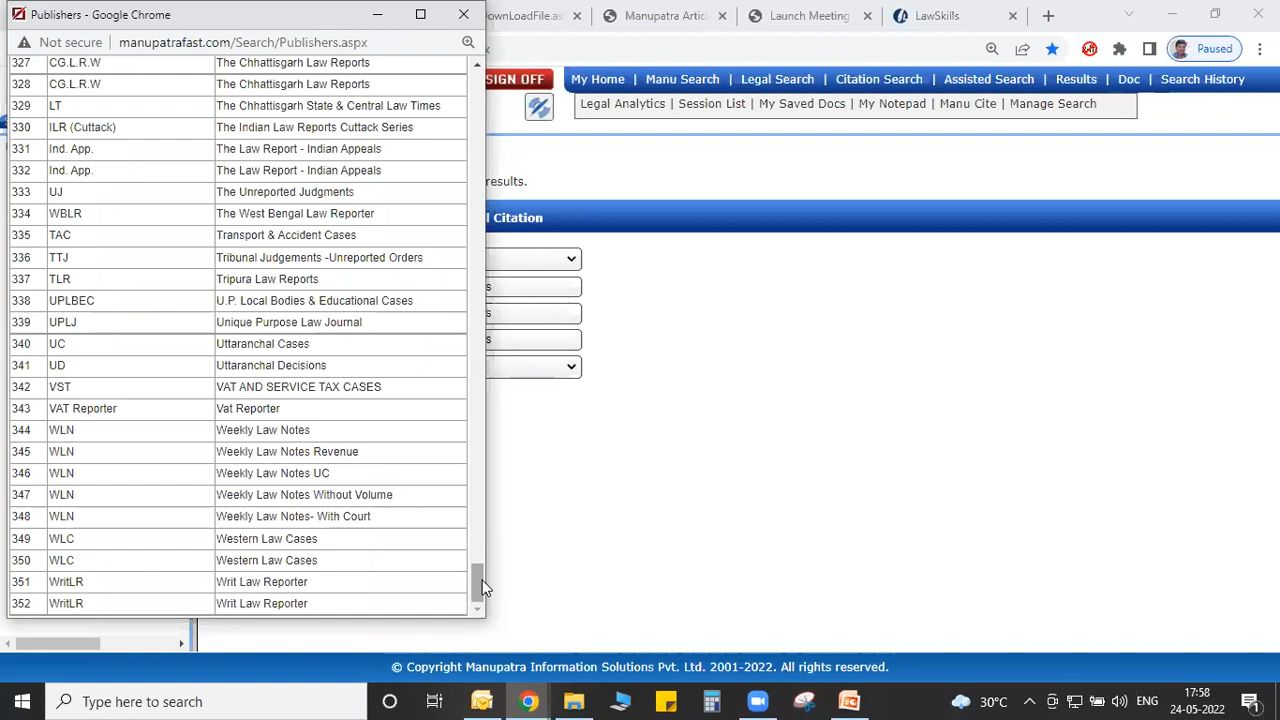 Publishers - Google Chrome
Not secure manupatrafast.com/Search/Publishers.aspx
327 CG.L.R.W The Chhattisgarh Law Reports
328 CG.L.R.W The Chhattisgarh Law Reports
329 LT The Chhattisgarh State & Central Law Times
330 ILR (Cuttack) The Indian Law Reports Cuttack Series
331 Ind. App. The Law Report - Indian Appeals
332 Ind. App. The Law Report - Indian Appeals
333 UJ The Unreported Judgments
334 WBLR The West Bengal Law Reporter
335 TAC Transport & Accident Cases
336 TTJ Tribunal Judgements -Unreported Orders
337 TLR Tripura Law Reports
338 UPLBEC U.P. Local Bodies & Educational Cases
339 UPLJ Unique Purpose Law Journal
340 UC Uttaranchal Cases
341 UD Uttaranchal Decisions
342 VST VAT AND SERVICE TAX CASES
343 VAT Reporter Vat Reporter
344 WLN Weekly Law Notes
345 WLN Weekly Law Notes Revenue
346 WLN Weekly Law Notes UC
347 WLN Weekly Law Notes Without Volume
348 WLN Weekly Law Notes- With Court
349 WLC Western Law Cases
350 WLC Western Law Cases
351 WritLR Writ Law Reporter
352 WritLR Writ Law Reporter
ownLoadFile.as Manupatra Artic Launch Meeting LawSkills
Paused
SIGN OFF My Home Manu Search Legal Search Citation Search Assisted Search Results Doc Search History
Legal Analytics | Session List | My Saved Docs | My Notepad | Manu Cite | Manage Search
results.
l Citation
s
s
s
© Copyright Manupatra Information Solutions Pvt. Ltd. 2001-2022. All rights reserved.
Type here to search
30°C ENG 17:58
24-05-2022
1